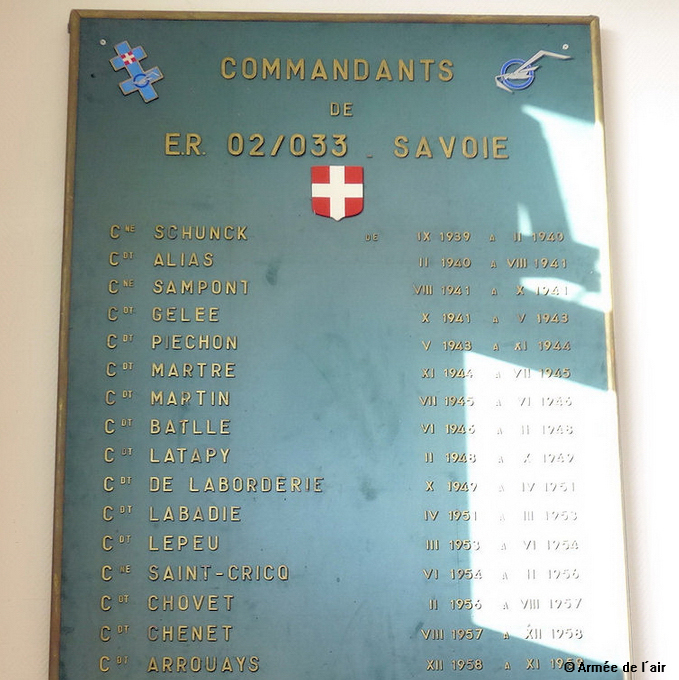 COMMANDANTS
DE
E.R. 02/033 _ SAVOIE
CNE SCHUNCK DE IX 1939 A II 1940
CDT ALIAS II 1940 A VIII 1941
CNE SAMPONT VIII 1941 A X 1941
CDT GELEE X 1941 A V 1943
CDT PIECHON V 1943 A XI 1944
CDT MARTRE XI 1944 A VII 1945
CDT MARTIN VII 1945 A VI 1946
CDT BATLLE VI 1946 A II 1948
CDT LATAPY II 1948 A X 1949
CDT DE LABORDERIE X 1949 A IV 1951
CDT LABADIE IV 1951 A III 1953
CDT LEPEU III 1953 A VI 1954
CNE SAINT-CRICQ VI 1954 A II 1956
CDT CHOVET II 1956 A VIII 1957
CDT CHENET VIII 1957 A XII 1958
CDT ARROUAYS XII 1958 A XI 1959
© Armée de l´air